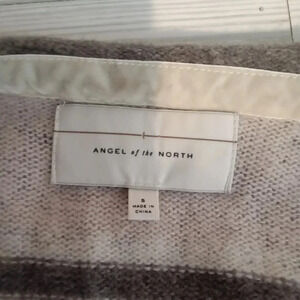 ANGEL of the NORTH
S
MADE IN
CHINA